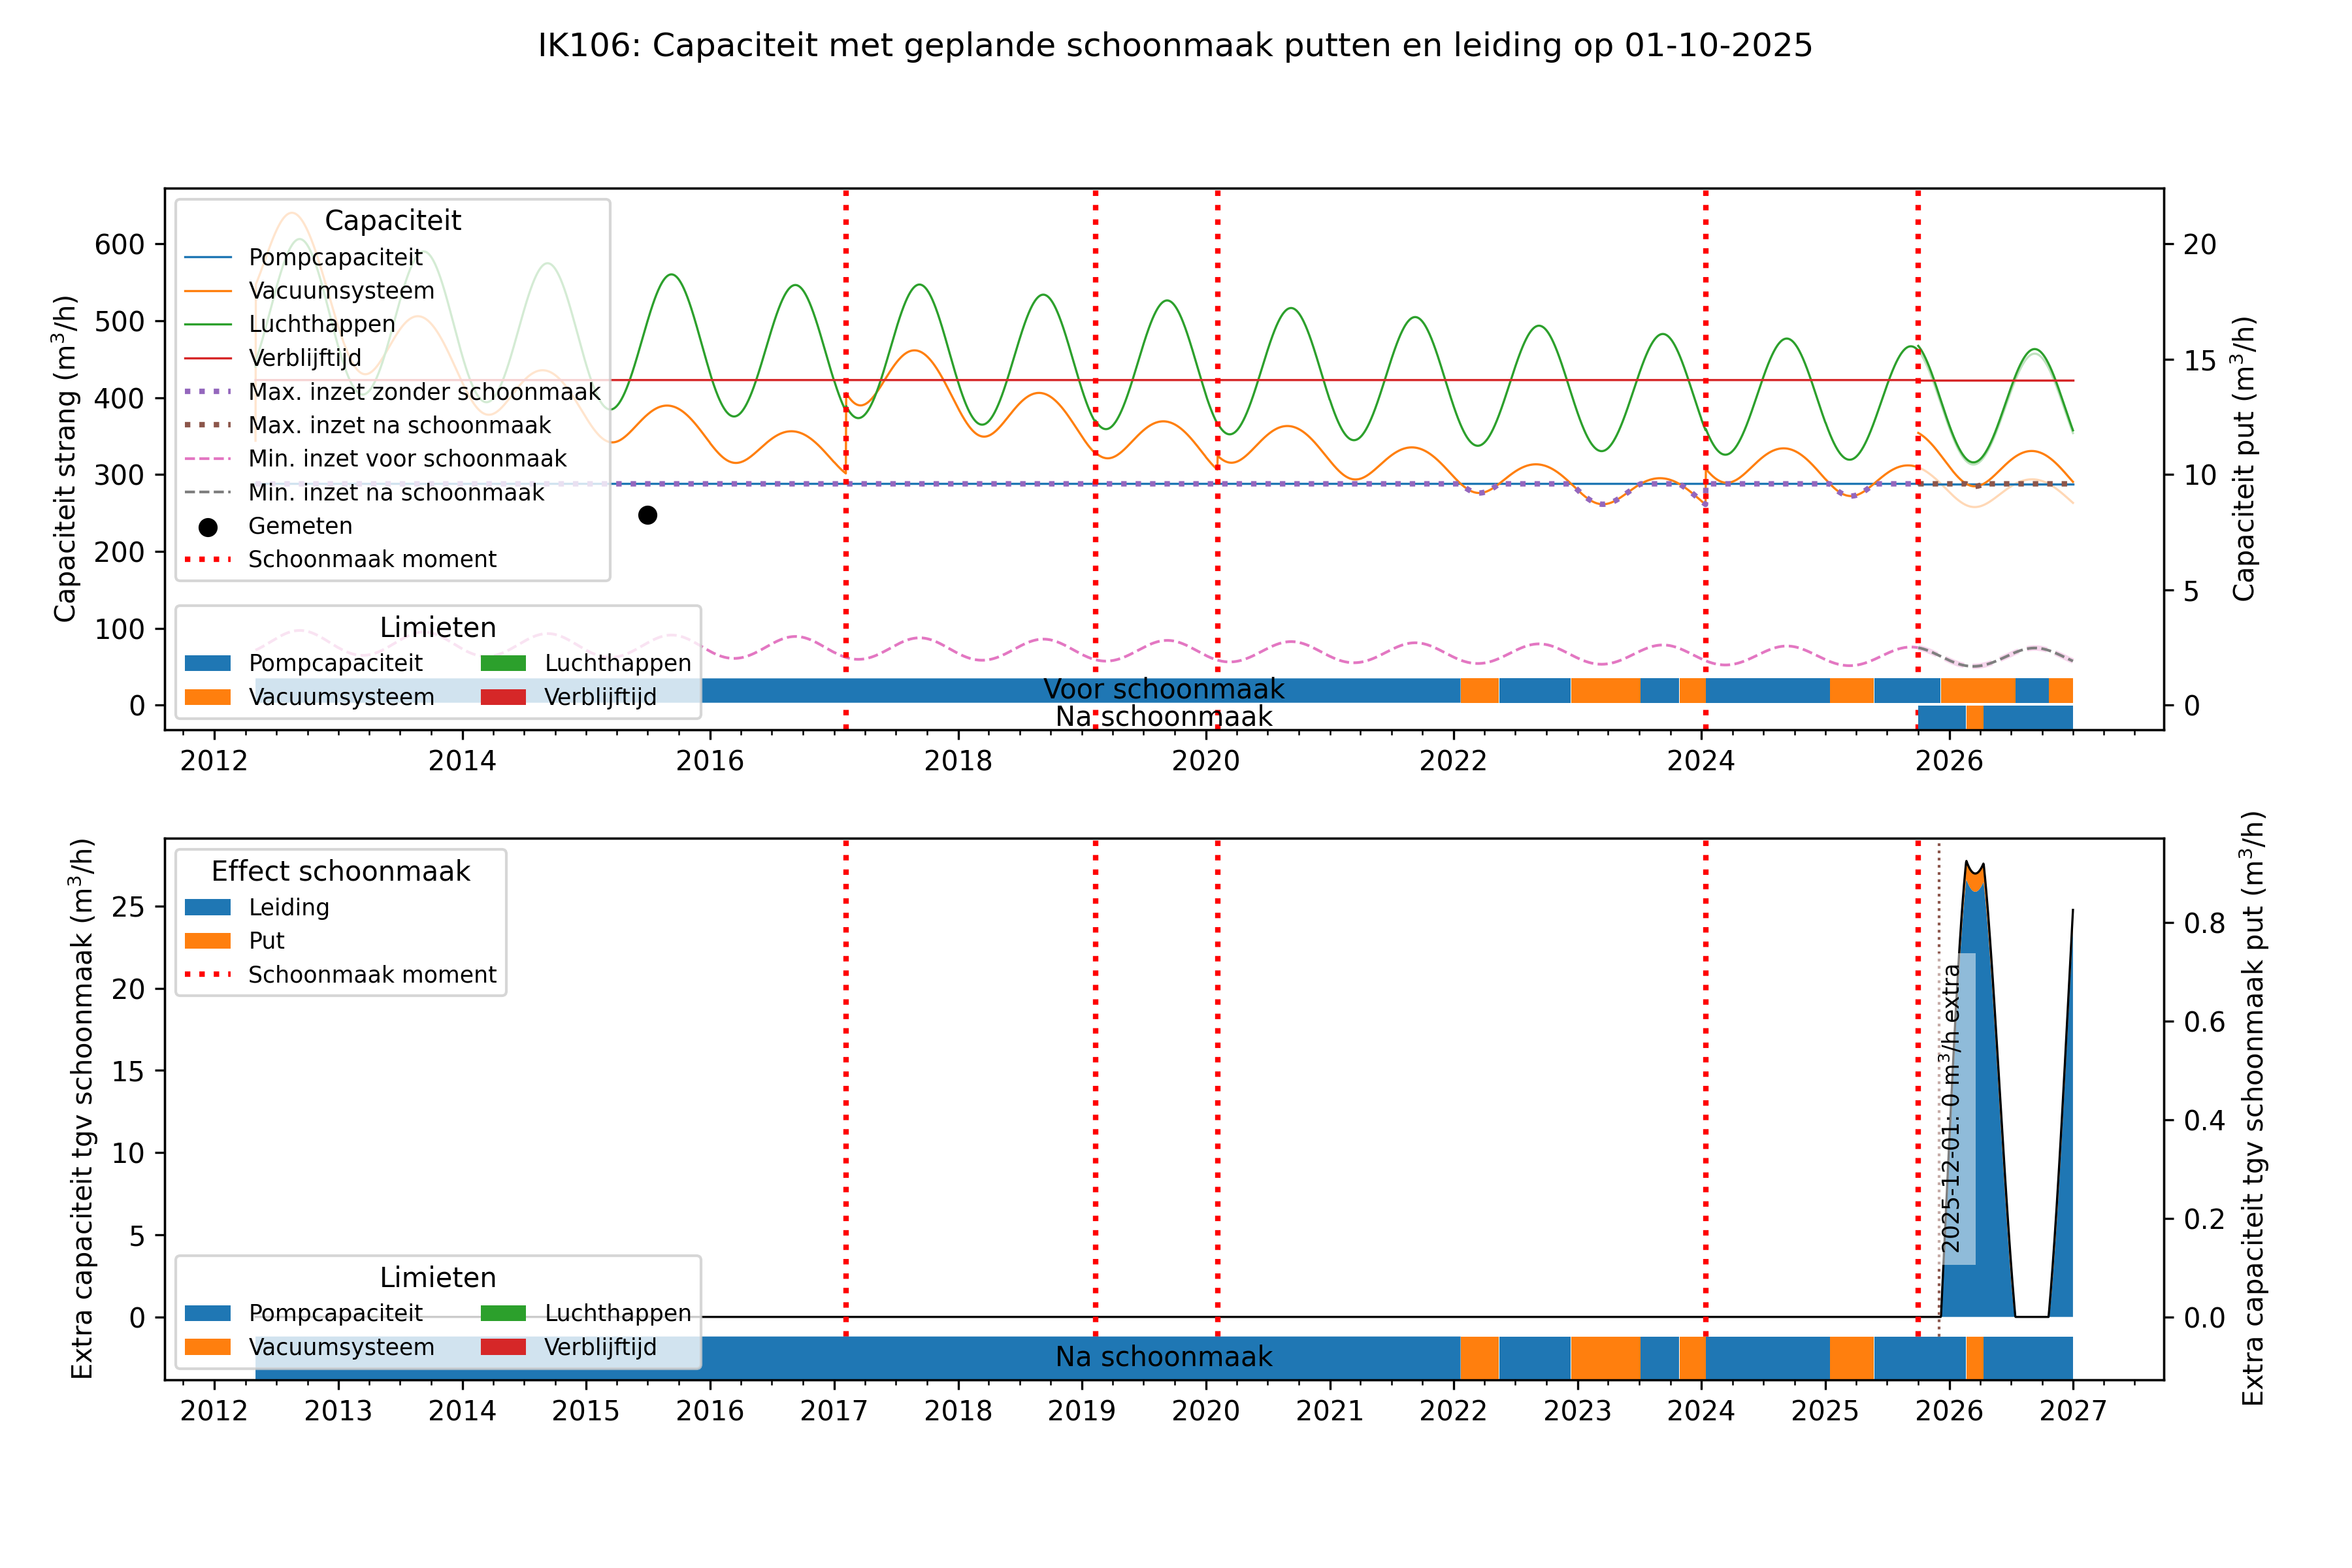 IK106: Capaciteit met geplande schoonmaak putten en leiding op 01-10-2025
Capaciteit strang (m³/h)
600
500
400
300
200
100
0
Capaciteit
Pompcapaciteit
Vacuumsysteem
Luchthappen
Verblijftijd
Max. inzet zonder schoonmaak
Max. inzet na schoonmaak
Min. inzet voor schoonmaak
Min. inzet na schoonmaak
Gemeten
Schoonmaak moment
Limieten
Pompcapaciteit
Vacuumsysteem
Luchthappen
Verblijftijd
Voor schoonmaak
Na schoonmaak
20
15
10
5
0
Capaciteit put (m³/h)
2012 2014 2016 2018 2020 2022 2024 2026
Extra capaciteit tgv schoonmaak (m³/h)
25
20
15
10
5
0
Effect schoonmaak
Leiding
Put
Schoonmaak moment
Limieten
Pompcapaciteit
Vacuumsysteem
Luchthappen
Verblijftijd
Na schoonmaak
2025-12-01: 0 m³/h extra
0.8
0.6
0.4
0.2
0.0
Extra capaciteit tgv schoonmaak put (m³/h)
2012 2013 2014 2015 2016 2017 2018 2019 2020 2021 2022 2023 2024 2025 2026 2027